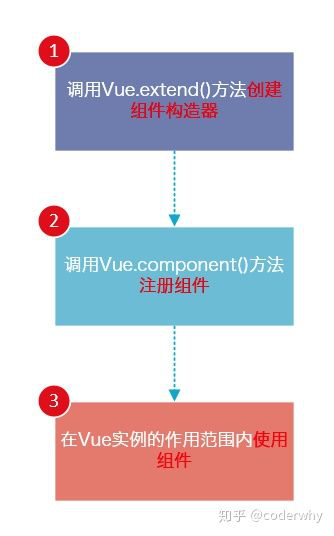 1
调用Vue.extend()方法创建
组件构造器
2
调用Vue.component()方法
注册组件
3
在Vue实例的作用范围内使用
组件
知乎 @coderwhy